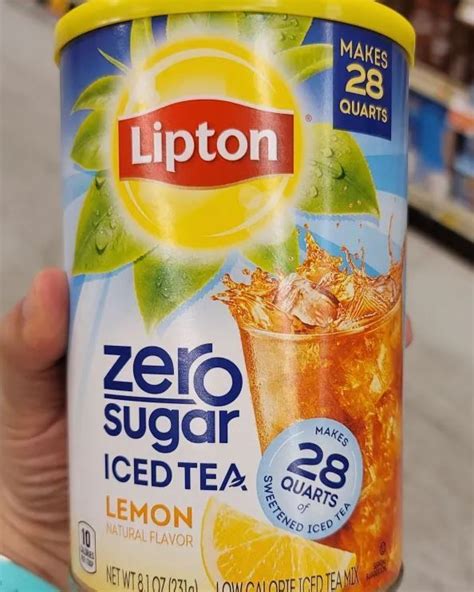 MAKES
28
QUARTS
Lipton
®
zero
sugar
ICED TEA
LEMON
NATURAL FLAVOR
MAKES
28
QUARTS
of
SWEETENED ICED TEA
10
CALORIES
NET WT 8.1 OZ (231g) LOW CALORIE ICED TEA MIX